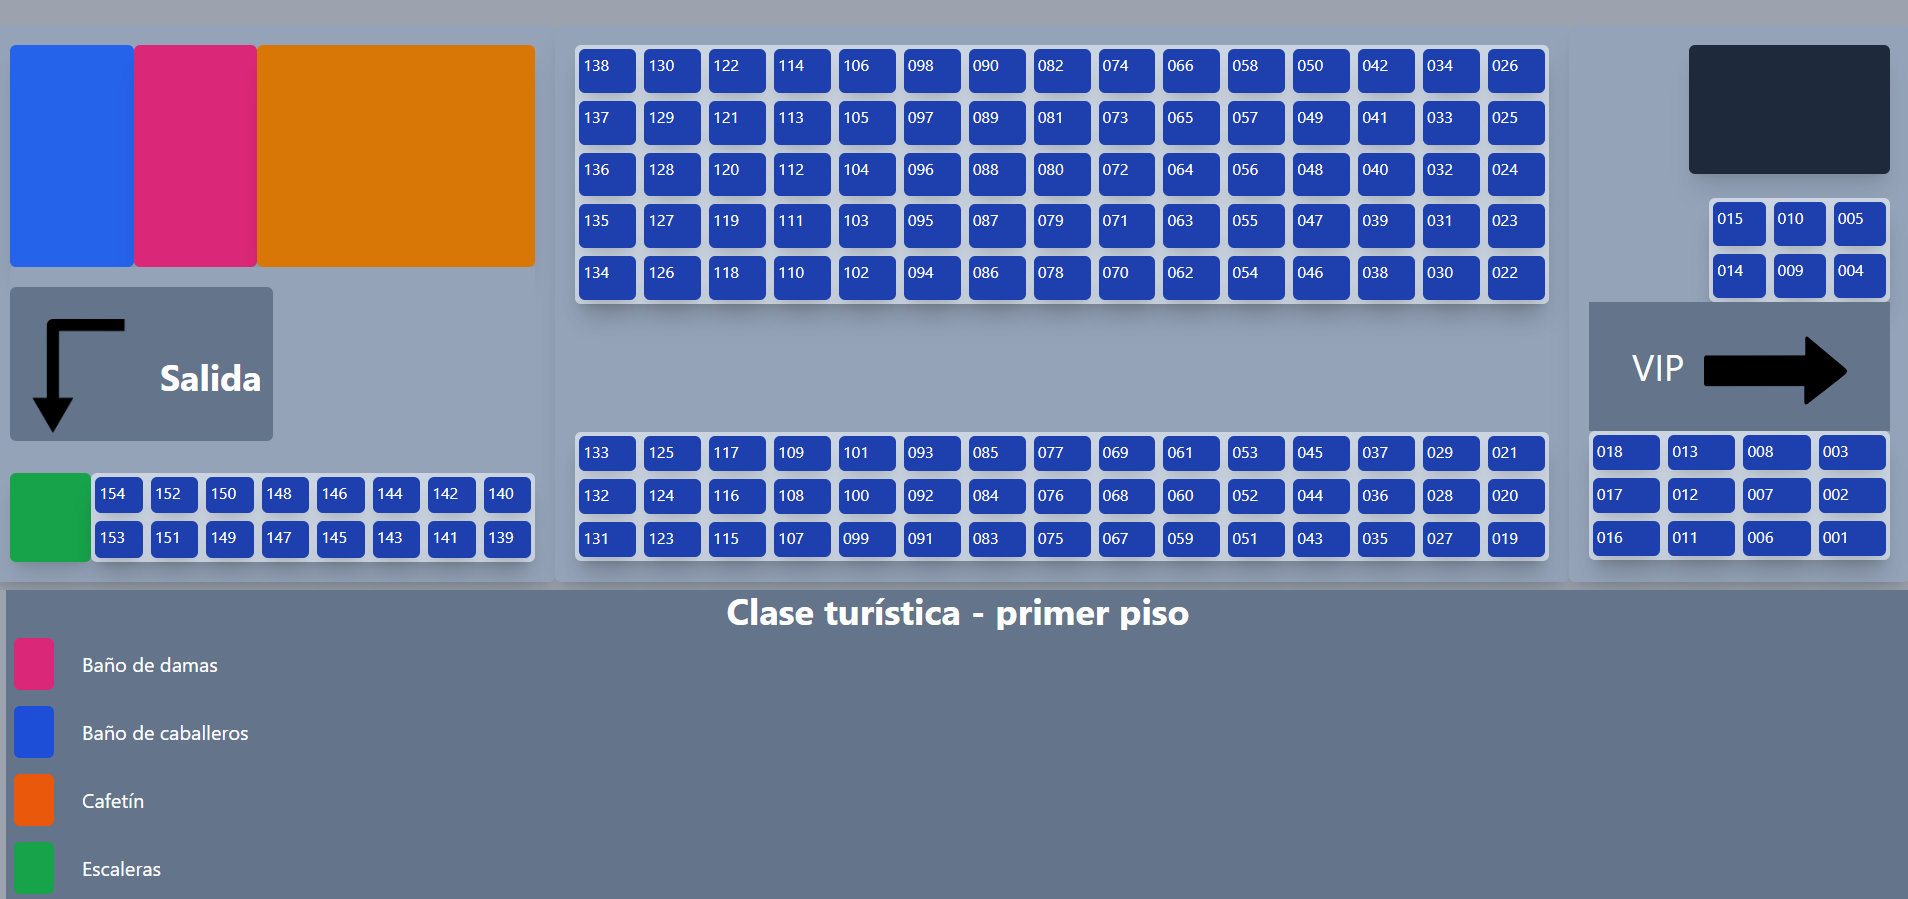 138 130 122 114 106 098 090 082 074 066 058 050 042 034 026
137 129 121 113 105 097 089 081 073 065 057 049 041 033 025
136 128 120 112 104 096 088 080 072 064 056 048 040 032 024
135 127 119 111 103 095 087 079 071 063 055 047 039 031 023
134 126 118 110 102 094 086 078 070 062 054 046 038 030 022
015 010 005
014 009 004
Salida
VIP
133 125 117 109 101 093 085 077 069 061 053 045 037 029 021
132 124 116 108 100 092 084 076 068 060 052 044 036 028 020
131 123 115 107 099 091 083 075 067 059 051 043 035 027 019
018 013 008 003
017 012 007 002
016 011 006 001
154 152 150 148 146 144 142 140
153 151 149 147 145 143 141 139
Clase turística - primer piso
Baño de damas
Baño de caballeros
Cafetín
Escaleras